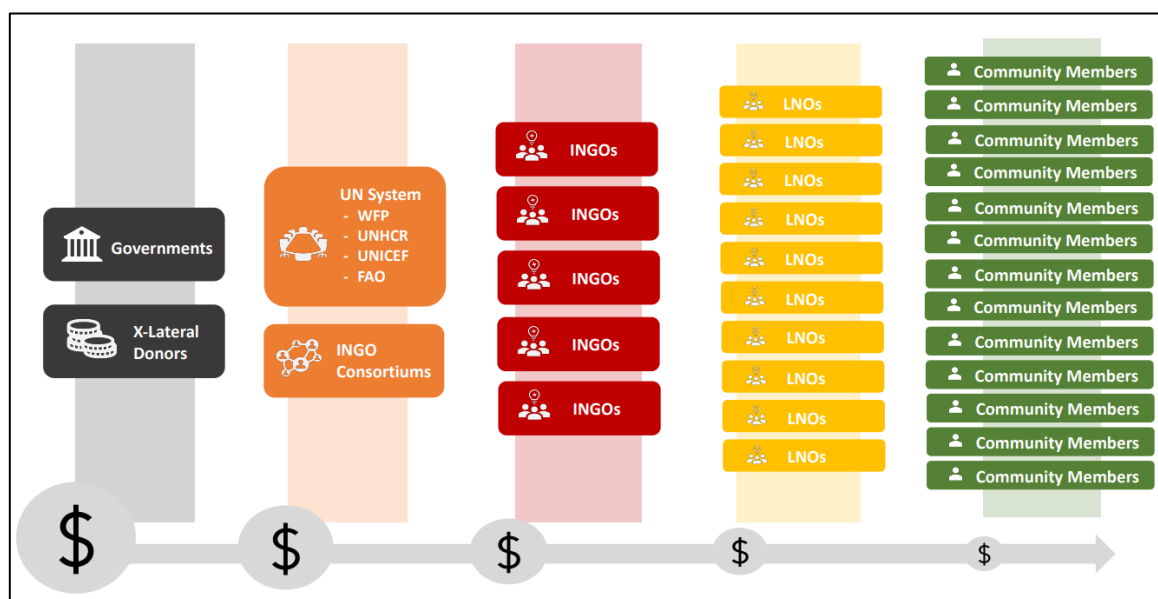 Governments
X-Lateral
Donors
UN System
- WFP
- UNHCR
- UNICEF
- FAO
INGO
Consortiums
INGOs
INGOs
INGOs
INGOs
INGOs
LNOs
LNOs
LNOs
LNOs
LNOs
LNOs
LNOs
LNOs
LNOs
LNOs
Community Members
Community Members
Community Members
Community Members
Community Members
Community Members
Community Members
Community Members
Community Members
Community Members
Community Members
Community Members
Community Members
$ $ $ $ $